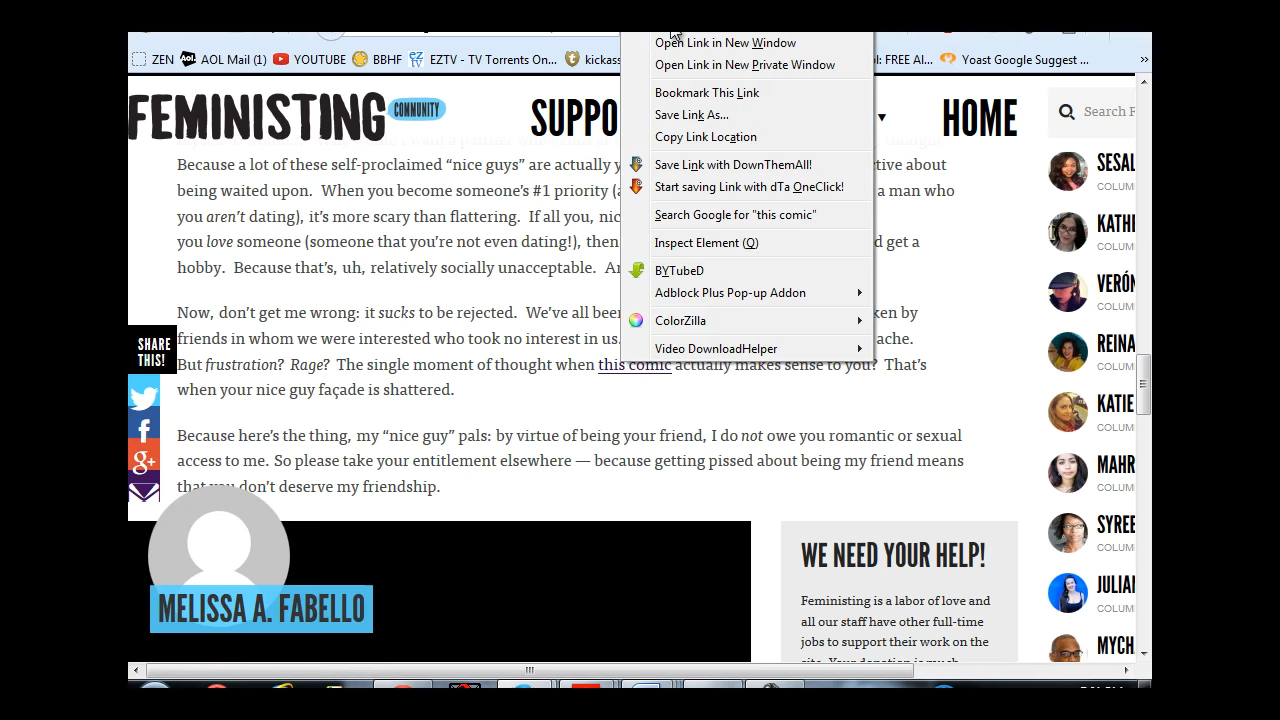 Open Link in New Window
ZEN AOL Mail (1) YOUTUBE BBHF EZTV - TV Torrents On... kickass Open Link in New Private Window ol: FREE Al... Yoast Google Suggest ... »
Bookmark This Link
FEMINISTING COMMUNITY SUPPO Save Link As... HOME Search F
Copy Link Location
Because a lot of these self-proclaimed “nice guys” are actually y Save Link with DownThemAll! ctive about SESAL
COLUM
being waited upon. When you become someone’s #1 priority (a Start saving Link with dTa OneClick! a man who
you aren’t dating), it’s more scary than flattering. If all you, nic Search Google for "this comic" KATHE
COLUM
you love someone (someone that you’re not even dating!), then Inspect Element (Q) d get a
hobby. Because that’s, uh, relatively socially unacceptable. Ar BYTubeD
Adblock Plus Pop-up Addon VERÓN
COLUM
Now, don’t get me wrong: it sucks to be rejected. We’ve all been ColorZilla ken by
SHARE THIS!
friends in whom we were interested who took no interest in us. Video DownloadHelper ache. REINA
COLUM
But frustration? Rage? The single moment of thought when this comic actually makes sense to you? That’s
when your nice guy façade is shattered.
KATIE
COLUM
Because here’s the thing, my “nice guy” pals: by virtue of being your friend, I do not owe you romantic or sexual
access to me. So please take your entitlement elsewhere — because getting pissed about being my friend means MAHR
COLUM
that you don’t deserve my friendship.
SYREE
COLUM
WE NEED YOUR HELP!
MELISSA A. FABELLO
Feministing is a labor of love and JULIAN
COLUM
all our staff have other full-time
jobs to support their work on the MYCH
site. Your donation is much